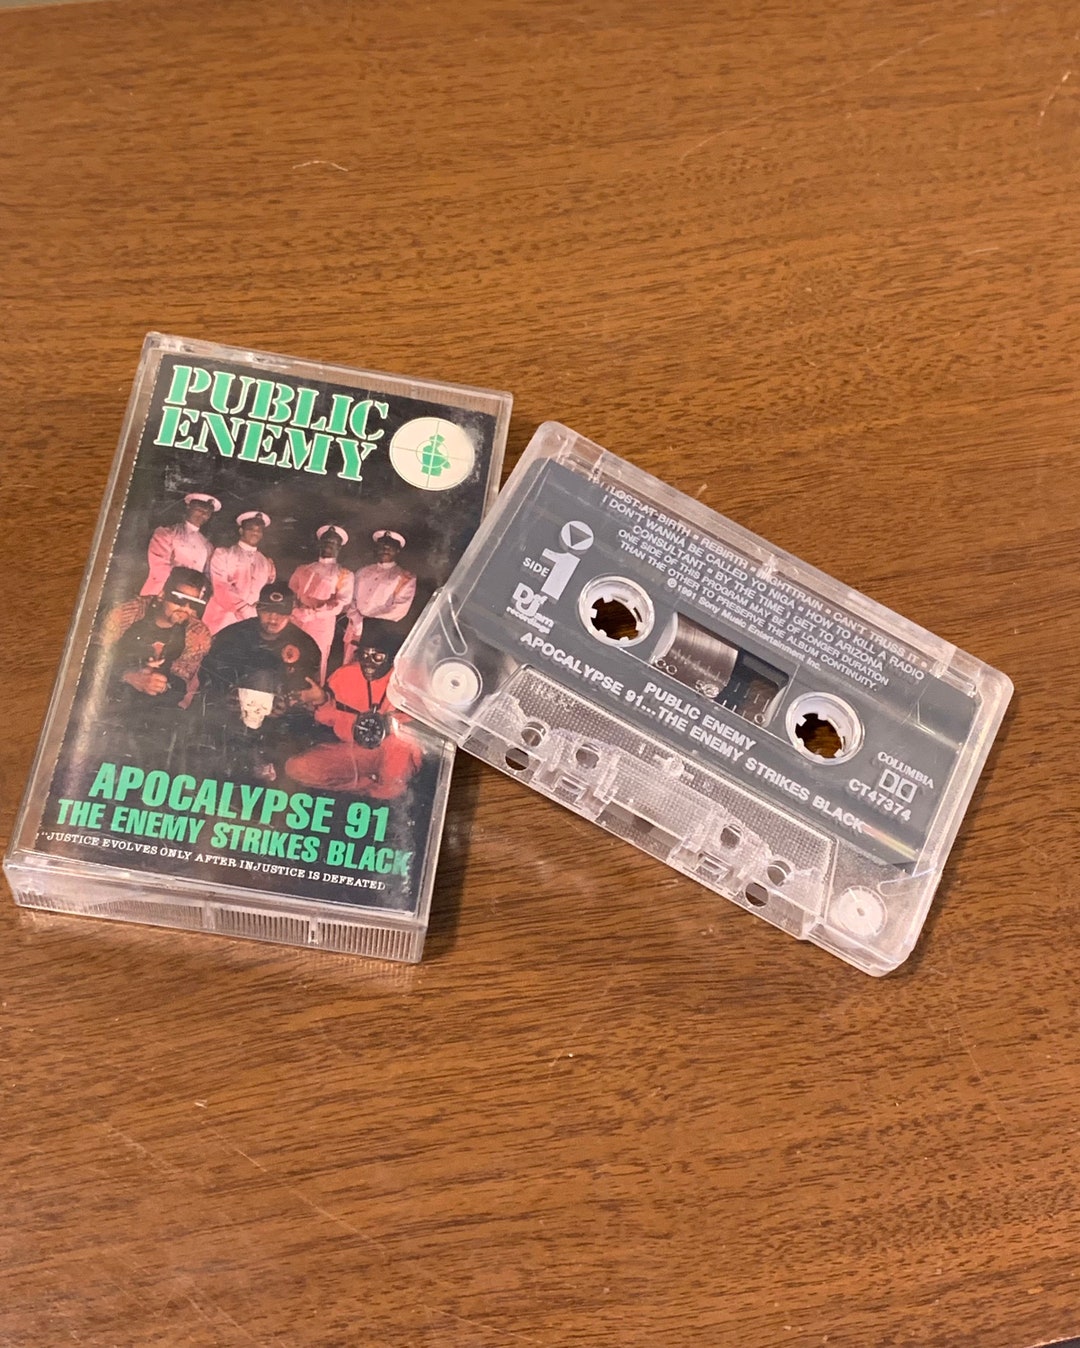 PUBLIC
ENEMY
APOCALYPSE 91
THE ENEMY STRIKES BLACK
"JUSTICE EVOLVES ONLY AFTER INJUSTICE IS DEFEATED
LOST AT BIRTH • REBIRTH • NIGHTTRAIN • CAN'T TRUSS IT •
I DON'T WANNA BE CALLED YO NIGA • HOW TO KILL A RADIO
CONSULTANT • BY THE TIME I GET TO ARIZONA
ONE SIDE OF THIS PROGRAM MAY BE OF LONGER DURATION
THAN THE OTHER TO PRESERVE THE ALBUM CONTINUITY.
℗ 1991 Sony Music Entertainment Inc.
SIDE 1
Def Jam
recordings
PUBLIC ENEMY
APOCALYPSE 91...THE ENEMY STRIKES BLACK
COLUMBIA
CT47374